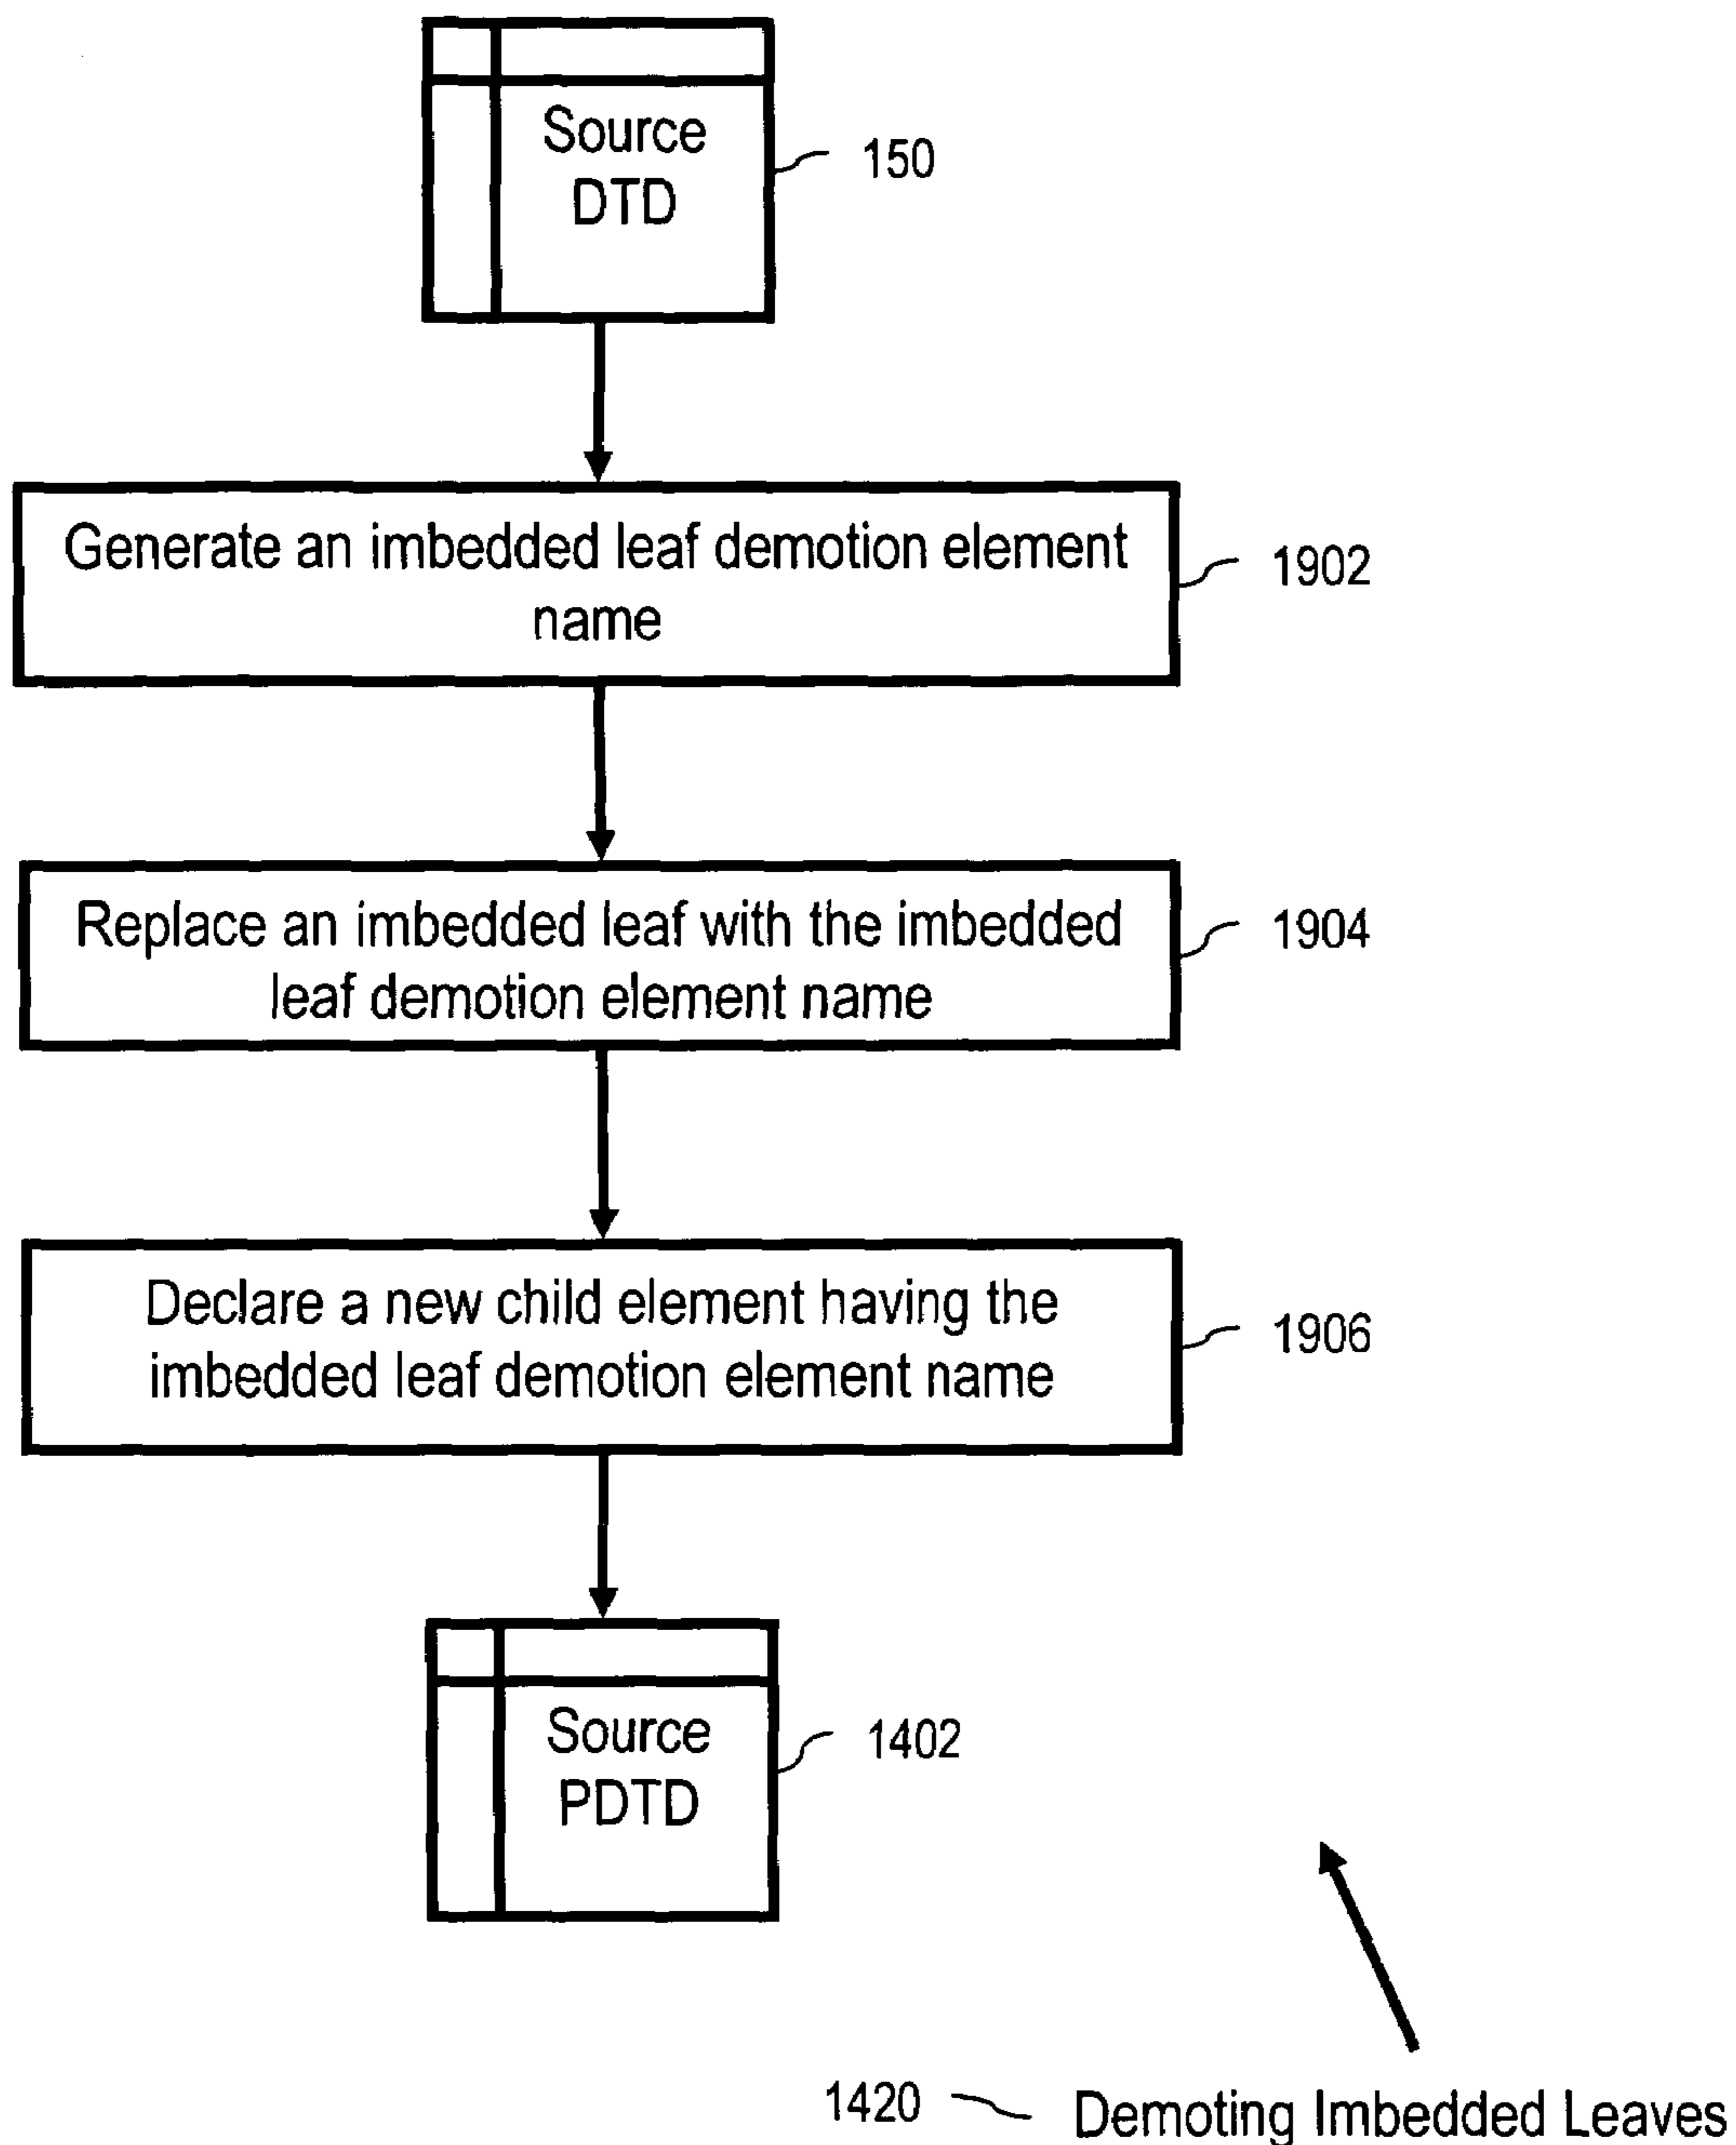 Source
DTD
150
Generate an imbedded leaf demotion element
name
1902
Replace an imbedded leaf with the imbedded
leaf demotion element name
1904
Declare a new child element having the
imbedded leaf demotion element name
1906
Source
PDTD
1402
1420
Demoting Imbedded Leaves